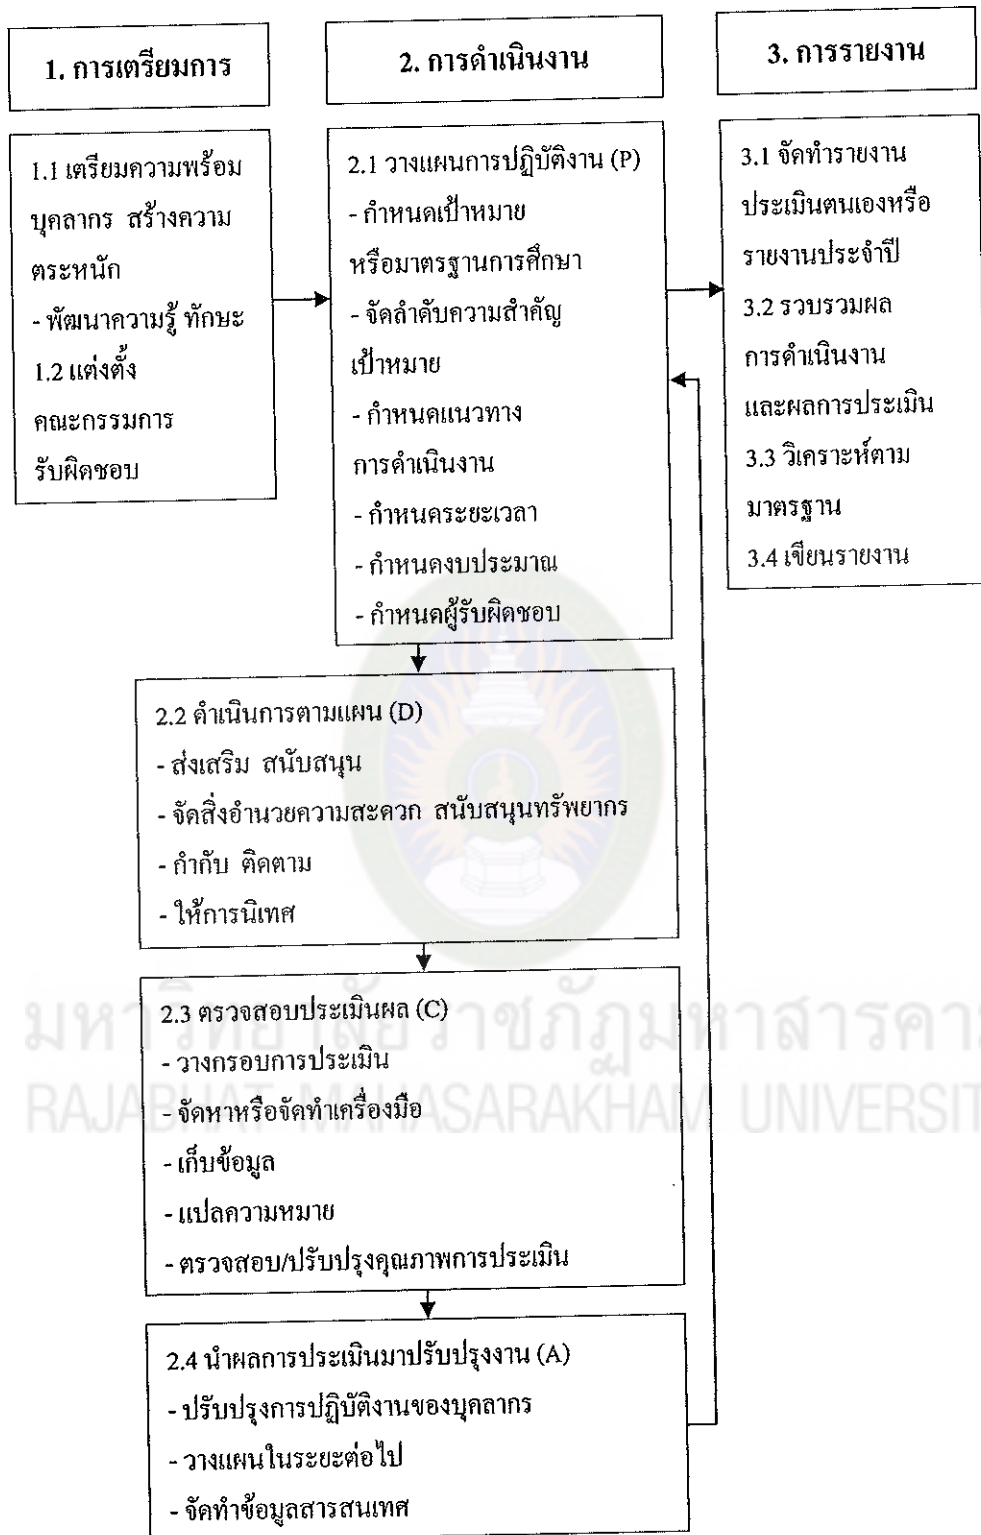 1. การเตรียมการ
2. การดำเนินงาน
3. การรายงาน
1.1 เตรียมความพร้อม
บุคลากร สร้างความ
ตระหนัก
- พัฒนาความรู้ ทักษะ
1.2 แต่งตั้ง
คณะกรรมการ
รับผิดชอบ
2.1 วางแผนการปฏิบัติงาน (P)
- กำหนดเป้าหมาย
หรือมาตรฐานการศึกษา
- จัดลำดับความสำคัญ
เป้าหมาย
- กำหนดแนวทาง
การดำเนินงาน
- กำหนดระยะเวลา
- กำหนดงบประมาณ
- กำหนดผู้รับผิดชอบ
3.1 จัดทำรายงาน
ประเมินตนเองหรือ
รายงานประจำปี
3.2 รวบรวมผล
การดำเนินงาน
และผลการประเมิน
3.3 วิเคราะห์ตาม
มาตรฐาน
3.4 เขียนรายงาน
2.2 ดำเนินการตามแผน (D)
- ส่งเสริม สนับสนุน
- จัดสิ่งอำนวยความสะดวก สนับสนุนทรัพยากร
- กำกับ ติดตาม
- ให้การนิเทศ
2.3 ตรวจสอบประเมินผล (C)
- วางกรอบการประเมิน
- จัดหาหรือจัดทำเครื่องมือ
- เก็บข้อมูล
- แปลความหมาย
- ตรวจสอบ/ปรับปรุงคุณภาพการประเมิน
มหาวิทยาลัยราชภัฏมหาสารคา
RAJABHAT MAHASARAKHAM UNIVERSIT
2.4 นำผลการประเมินมาปรับปรุงงาน (A)
- ปรับปรุงการปฏิบัติงานของบุคลากร
- วางแผนในระยะต่อไป
- จัดทำข้อมูลสารสนเทศ